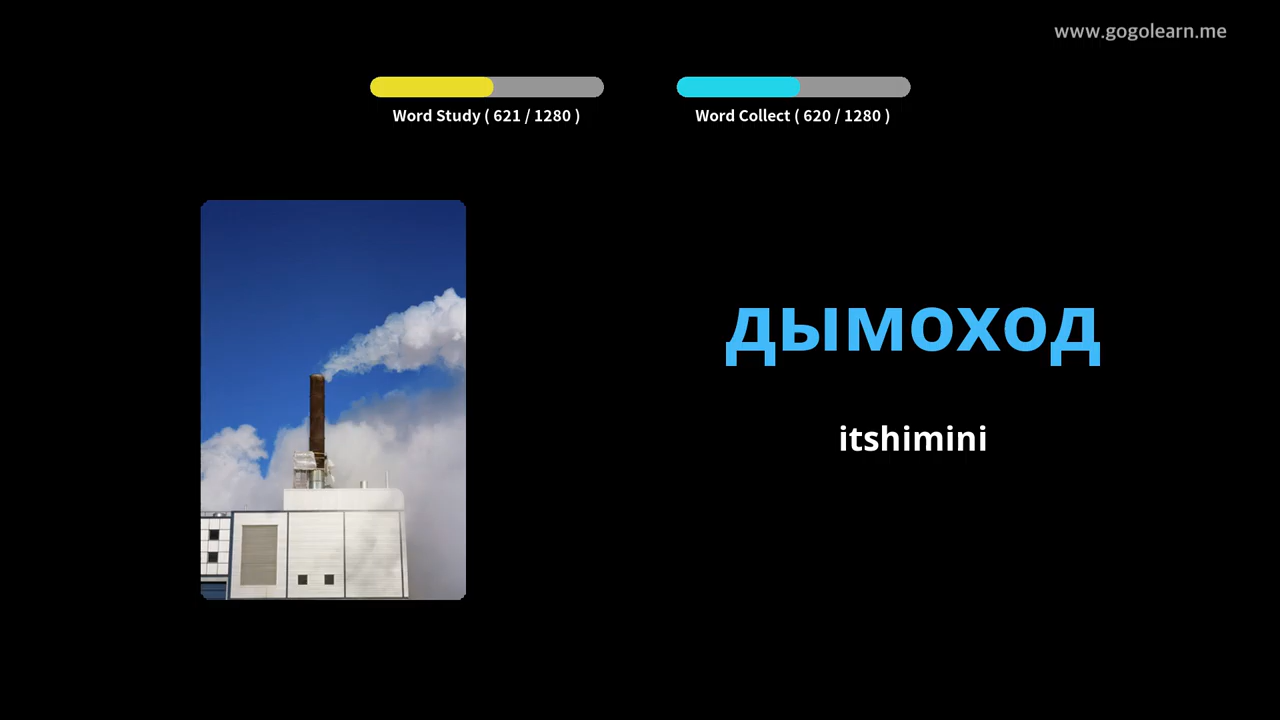 www.gogolearn.me
Word Study ( 621 / 1280 )
Word Collect ( 620 / 1280 )
дымоход
itshimini